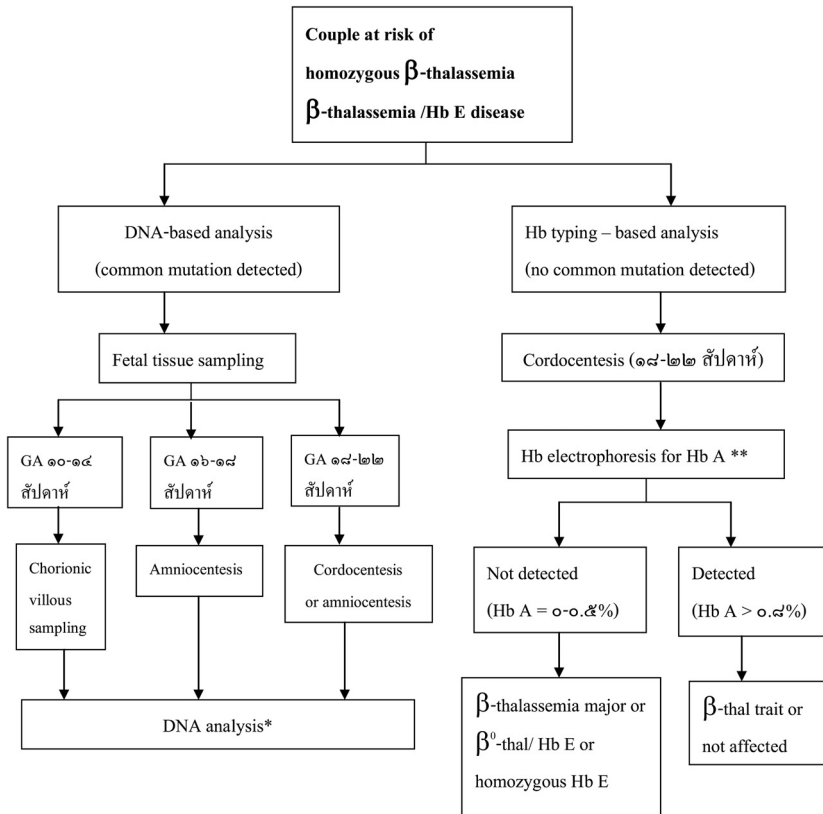 Couple at risk of
homozygous β-thalassemia
β-thalassemia /Hb E disease
DNA-based analysis
(common mutation detected)
Hb typing – based analysis
(no common mutation detected)
Fetal tissue sampling
Cordocentesis (๑๘-๒๒ สัปดาห์)
GA ๑๐-๑๔
สัปดาห์
GA ๑๖-๑๘
สัปดาห์
GA ๑๘-๒๒
สัปดาห์
Hb electrophoresis for Hb A **
Chorionic
villous
sampling
Amniocentesis
Cordocentesis
or amniocentesis
Not detected
(Hb A = ๐-๐.๕%)
Detected
(Hb A > ๐.๘%)
DNA analysis*
β-thalassemia major or
β⁰-thal/ Hb E or
homozygous Hb E
β-thal trait or
not affected